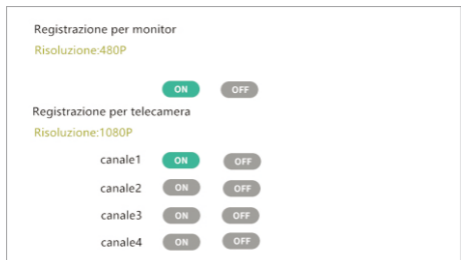 Registrazione per monitor
Risoluzione:480P
ON OFF
Registrazione per telecamera
Risoluzione:1080P
canale1 ON OFF
canale2 ON OFF
canale3 ON OFF
canale4 ON OFF